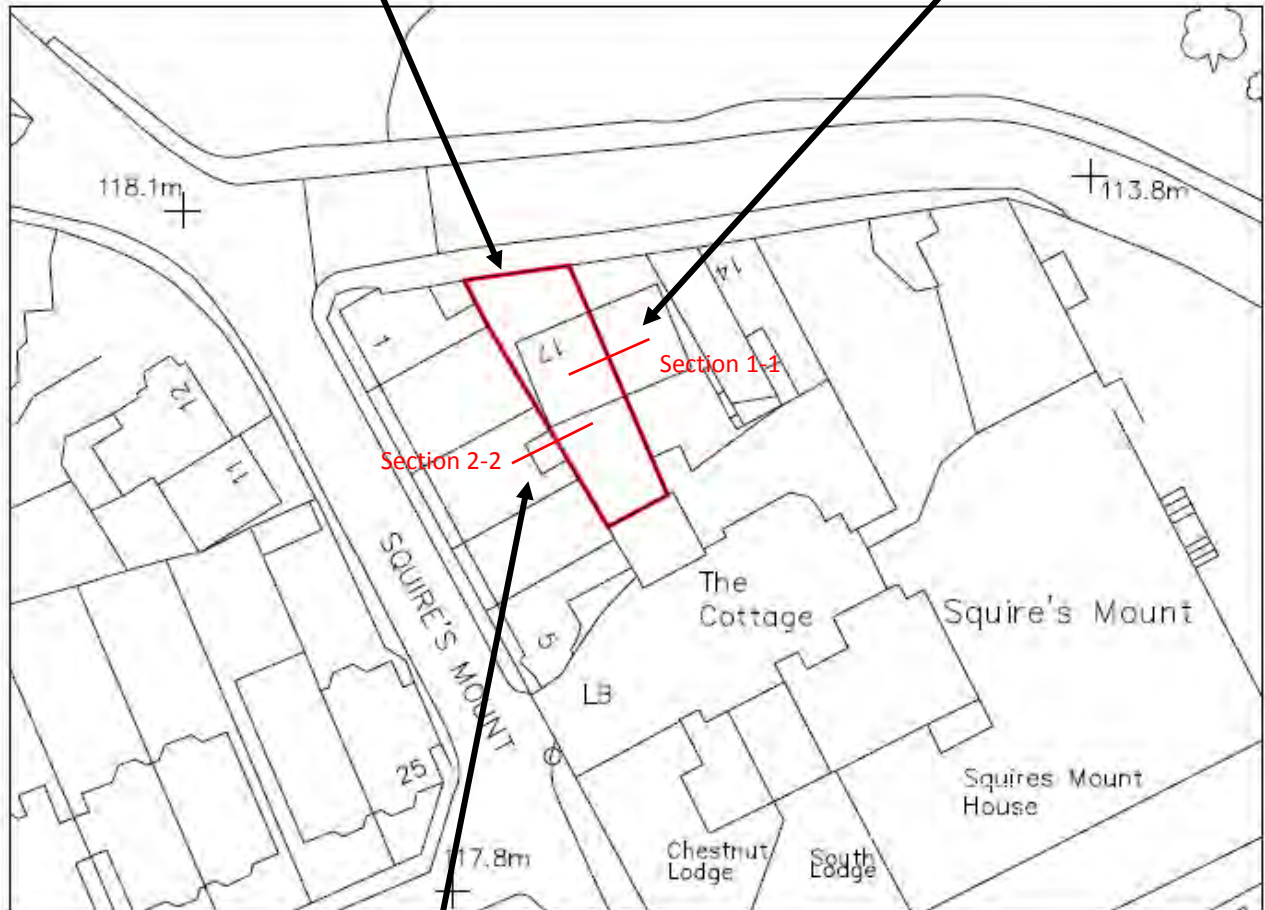 118.1m
113.8m
14
1
17
Section 1-1
12
11
Section 2-2
SQUIRE'S MOUNT
The
Cottage
Squire's Mount
5
LB
25
Squires Mount
House
117.8m
Chestnut
Lodge
South
Lodge